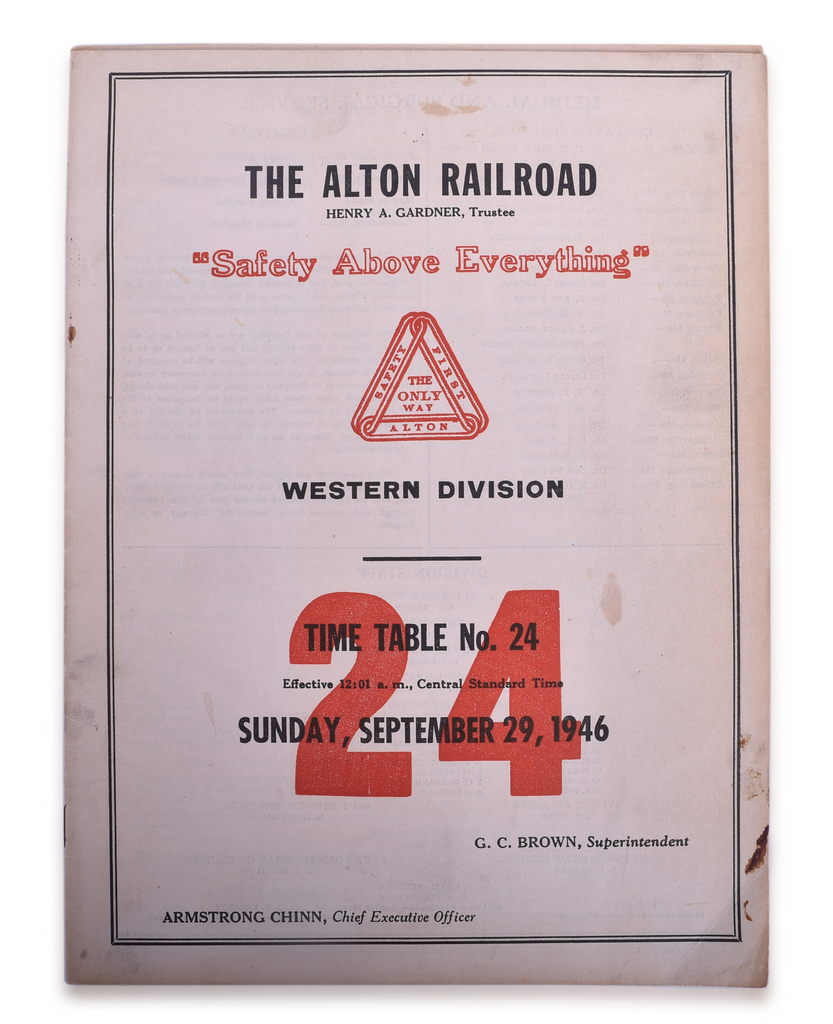 THE ALTON RAILROAD
HENRY A. GARDNER, Trustee
"Safety Above Everything"
SAFETY FIRST
THE
ONLY
WAY
ALTON
WESTERN DIVISION
24
TIME TABLE No. 24
Effective 12:01 a. m., Central Standard Time
SUNDAY, SEPTEMBER 29, 1946
G. C. BROWN, Superintendent
ARMSTRONG CHINN, Chief Executive Officer